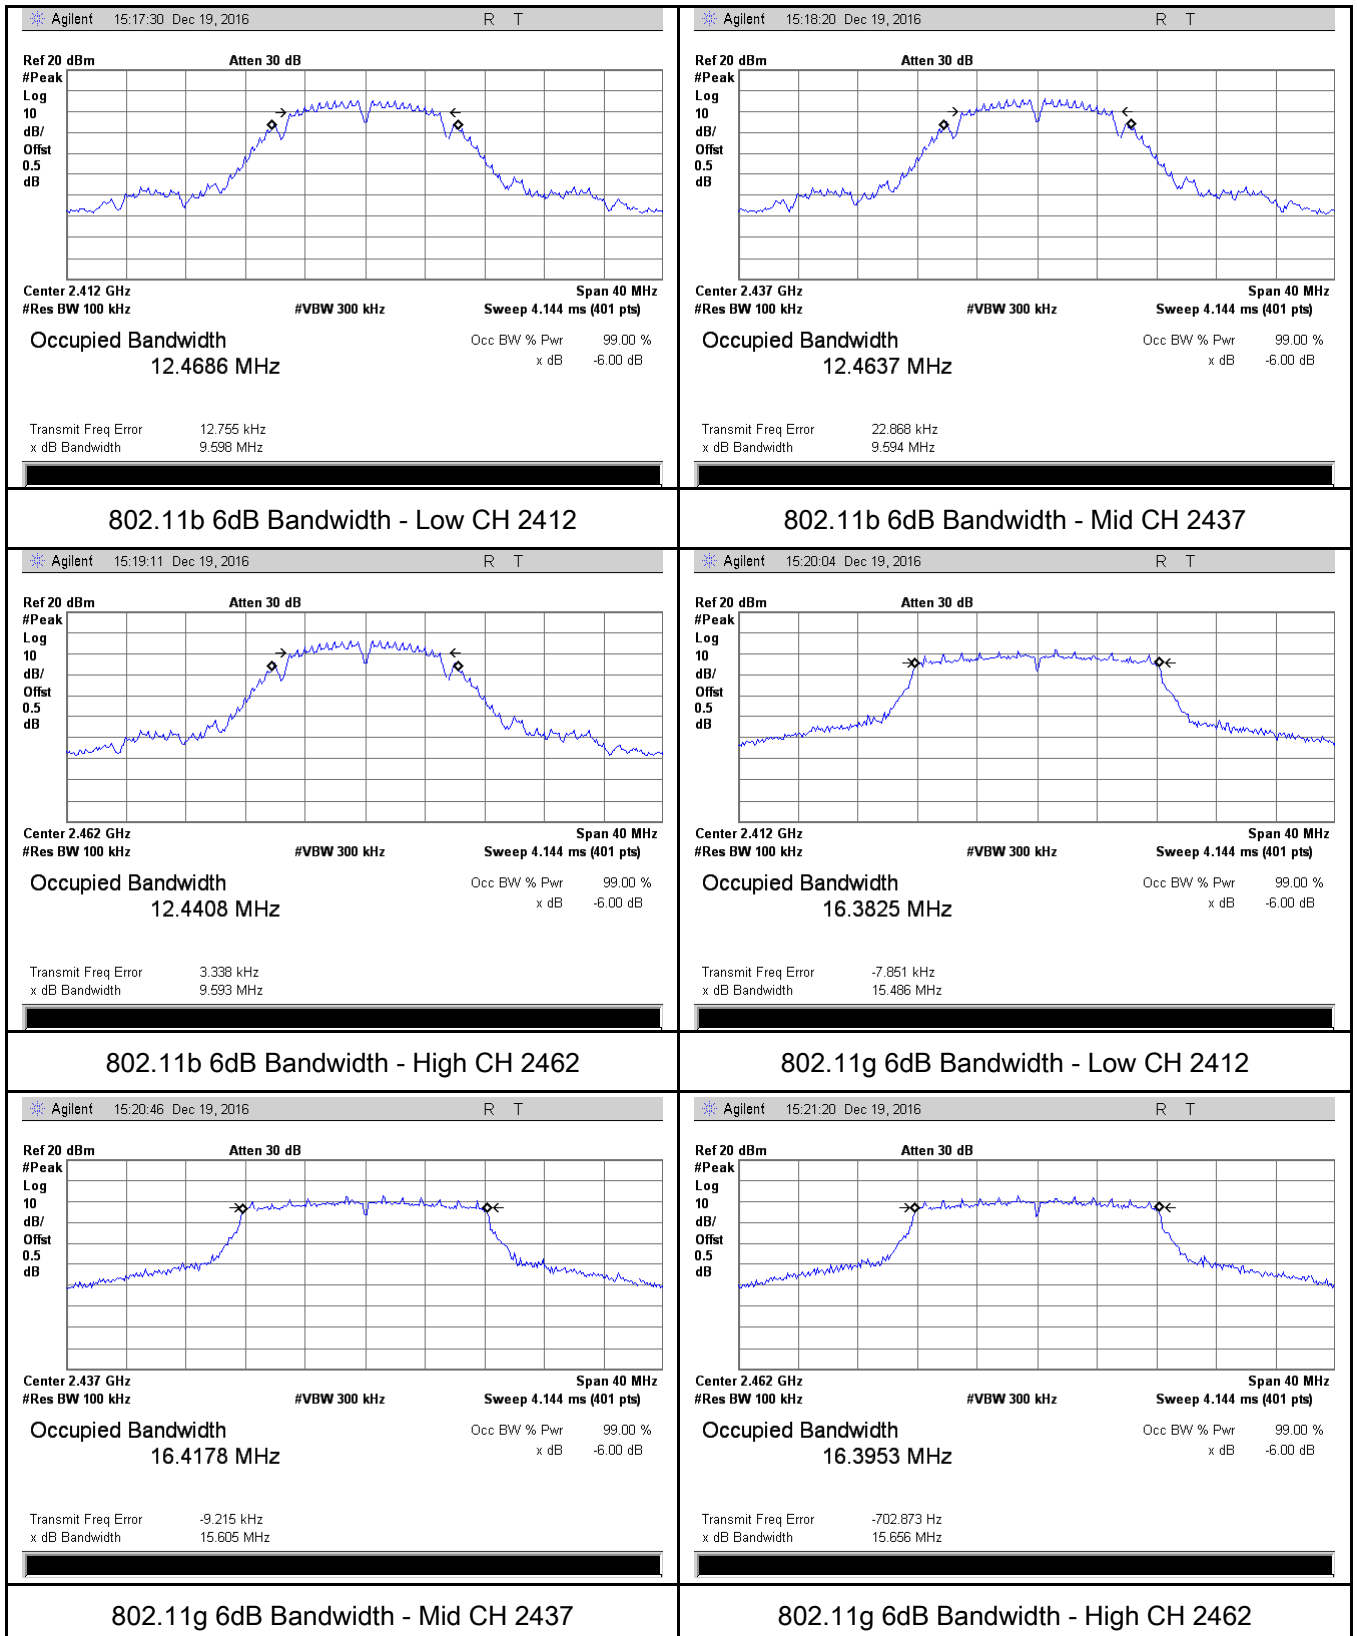 Agilent 15:17:30 Dec 19, 2016 R T
Ref 20 dBm Atten 30 dB
#Peak
Log
10
dB/
Offst
0.5
dB
Center 2.412 GHz Span 40 MHz
#Res BW 100 kHz #VBW 300 kHz Sweep 4.144 ms (401 pts)
Occupied Bandwidth Occ BW % Pwr 99.00 %
12.4686 MHz x dB -6.00 dB
Transmit Freq Error 12.755 kHz
x dB Bandwidth 9.598 MHz
802.11b 6dB Bandwidth - Low CH 2412
Agilent 15:18:20 Dec 19, 2016 R T
Ref 20 dBm Atten 30 dB
#Peak
Log
10
dB/
Offst
0.5
dB
Center 2.437 GHz Span 40 MHz
#Res BW 100 kHz #VBW 300 kHz Sweep 4.144 ms (401 pts)
Occupied Bandwidth Occ BW % Pwr 99.00 %
12.4637 MHz x dB -6.00 dB
Transmit Freq Error 22.868 kHz
x dB Bandwidth 9.594 MHz
802.11b 6dB Bandwidth - Mid CH 2437
Agilent 15:19:11 Dec 19, 2016 R T
Ref 20 dBm Atten 30 dB
#Peak
Log
10
dB/
Offst
0.5
dB
Center 2.462 GHz Span 40 MHz
#Res BW 100 kHz #VBW 300 kHz Sweep 4.144 ms (401 pts)
Occupied Bandwidth Occ BW % Pwr 99.00 %
12.4408 MHz x dB -6.00 dB
Transmit Freq Error 3.338 kHz
x dB Bandwidth 9.593 MHz
802.11b 6dB Bandwidth - High CH 2462
Agilent 15:20:04 Dec 19, 2016 R T
Ref 20 dBm Atten 30 dB
#Peak
Log
10
dB/
Offst
0.5
dB
Center 2.412 GHz Span 40 MHz
#Res BW 100 kHz #VBW 300 kHz Sweep 4.144 ms (401 pts)
Occupied Bandwidth Occ BW % Pwr 99.00 %
16.3825 MHz x dB -6.00 dB
Transmit Freq Error -7.851 kHz
x dB Bandwidth 15.486 MHz
802.11g 6dB Bandwidth - Low CH 2412
Agilent 15:20:46 Dec 19, 2016 R T
Ref 20 dBm Atten 30 dB
#Peak
Log
10
dB/
Offst
0.5
dB
Center 2.437 GHz Span 40 MHz
#Res BW 100 kHz #VBW 300 kHz Sweep 4.144 ms (401 pts)
Occupied Bandwidth Occ BW % Pwr 99.00 %
16.4178 MHz x dB -6.00 dB
Transmit Freq Error -9.215 kHz
x dB Bandwidth 15.605 MHz
802.11g 6dB Bandwidth - Mid CH 2437
Agilent 15:21:20 Dec 19, 2016 R T
Ref 20 dBm Atten 30 dB
#Peak
Log
10
dB/
Offst
0.5
dB
Center 2.462 GHz Span 40 MHz
#Res BW 100 kHz #VBW 300 kHz Sweep 4.144 ms (401 pts)
Occupied Bandwidth Occ BW % Pwr 99.00 %
16.3953 MHz x dB -6.00 dB
Transmit Freq Error -702.873 Hz
x dB Bandwidth 15.656 MHz
802.11g 6dB Bandwidth - High CH 2462